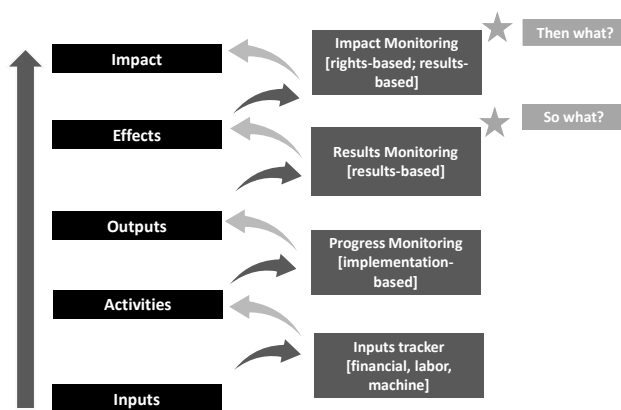 Then what?
Impact Monitoring
[rights-based; results-
based]
Impact
So what?
Effects
Results Monitoring
[results-based]
Outputs
Progress Monitoring
[implementation-
based]
Activities
Inputs tracker
[financial, labor,
machine]
Inputs